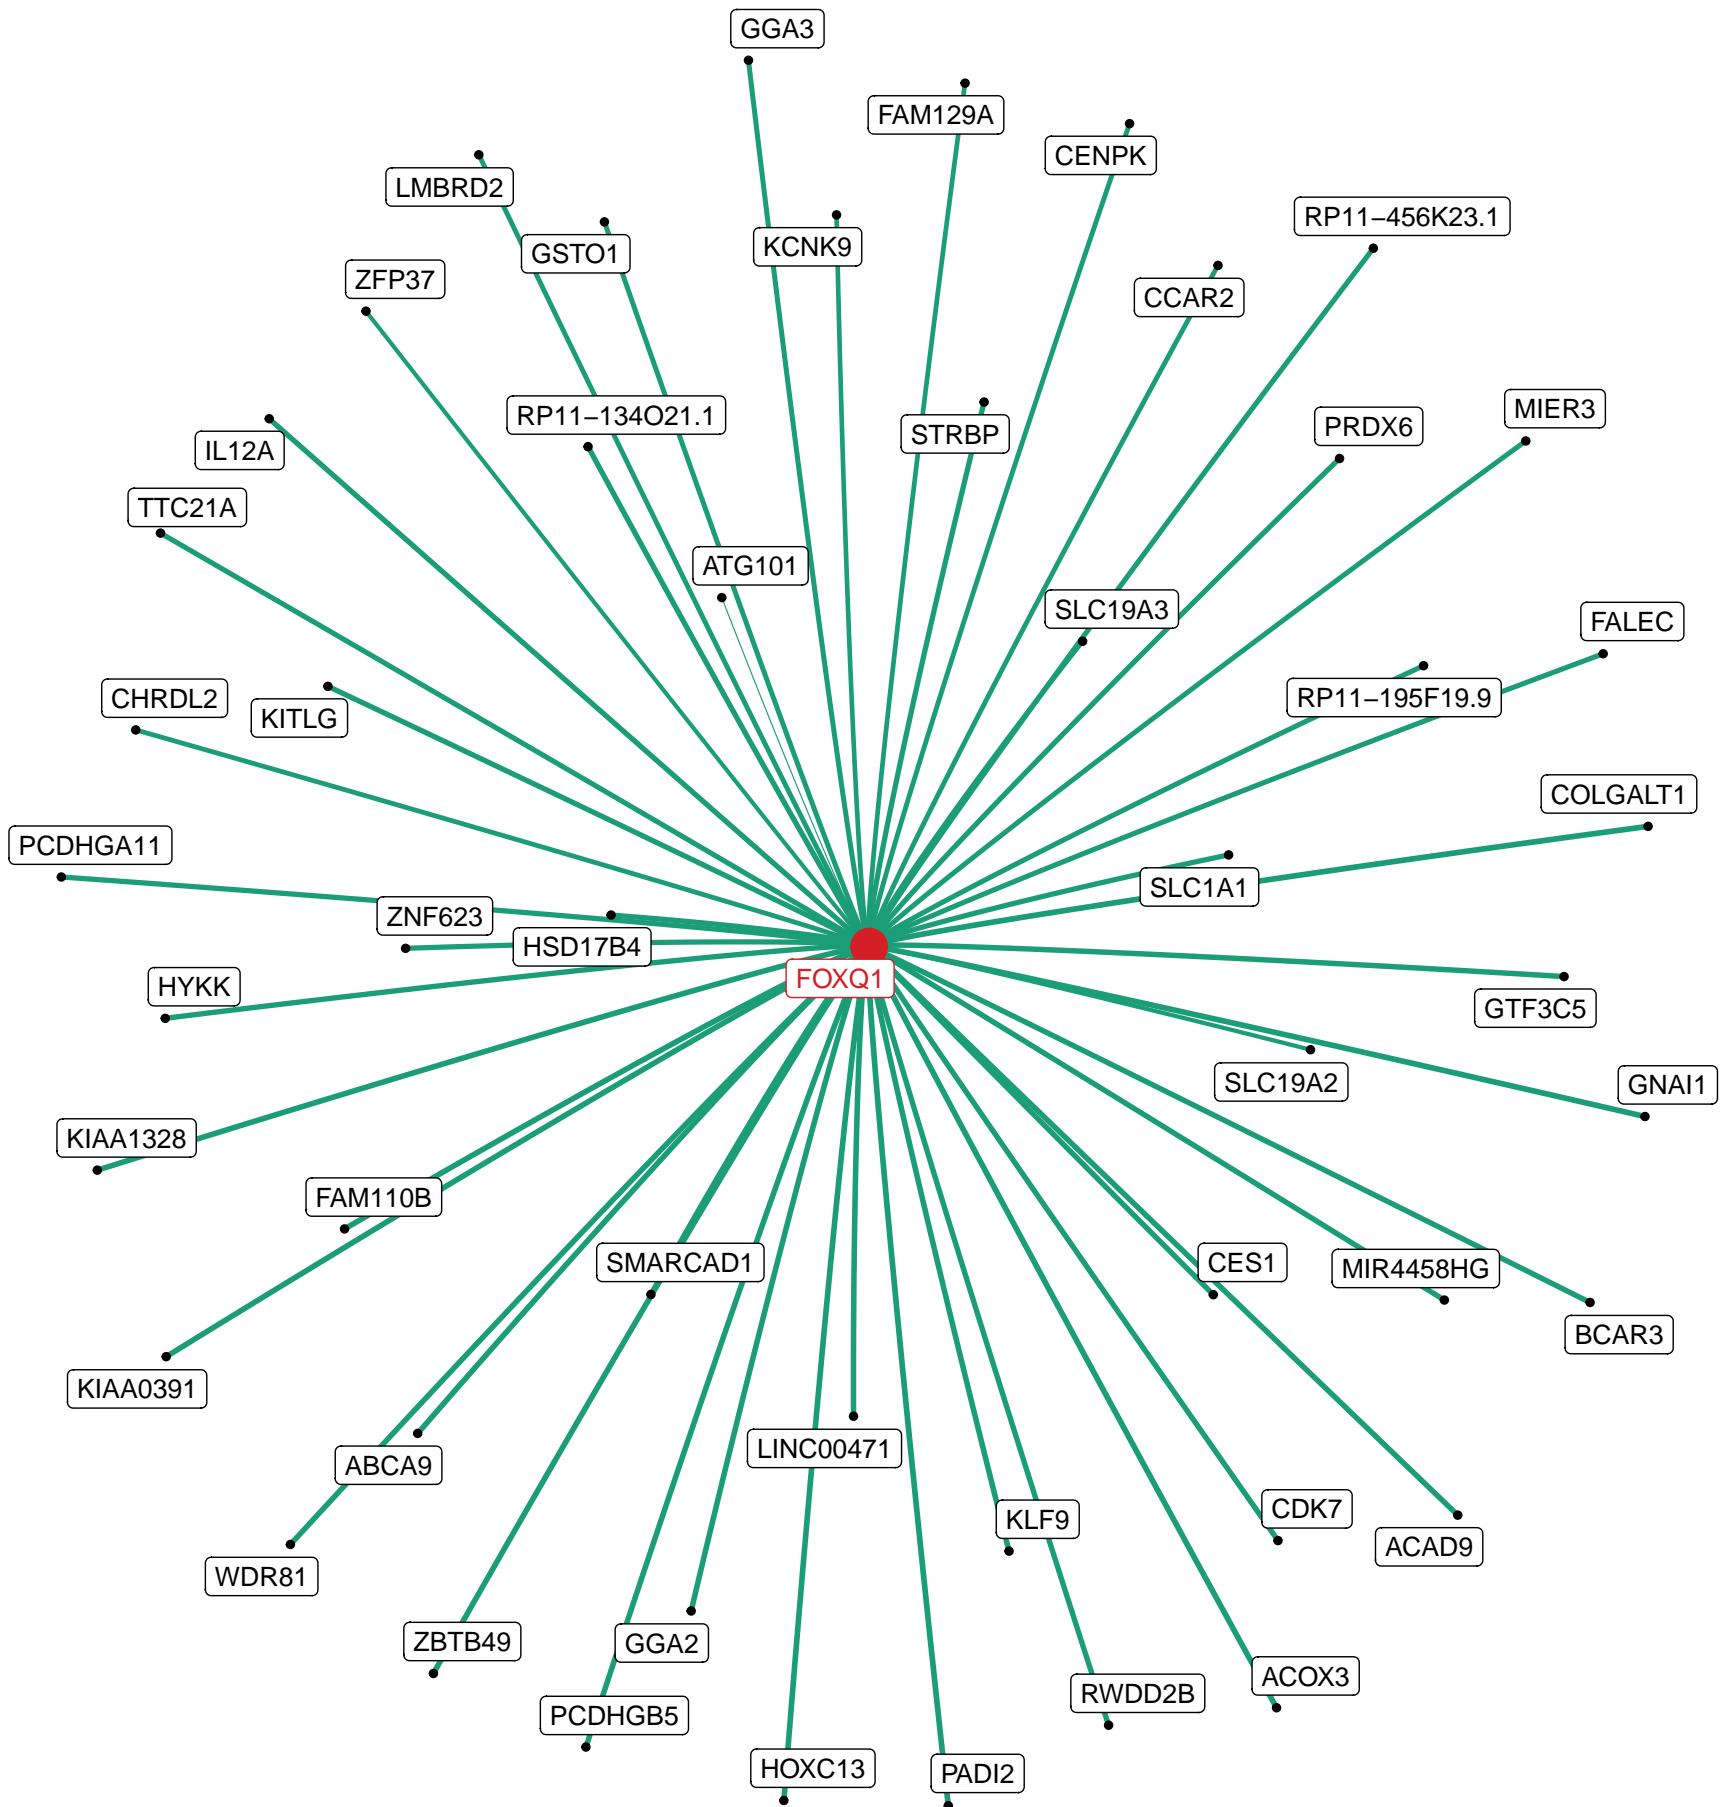 GGA3
FAM129A
CENPK
LMBRD2
RP11−456K23.1
KCNK9
GSTO1
ZFP37
CCAR2
MIER3
RP11−134O21.1
PRDX6
STRBP
IL12A
TTC21A
ATG101
SLC19A3
FALEC
CHRDL2
RP11−195F19.9
KITLG
COLGALT1
PCDHGA11
SLC1A1
ZNF623
HSD17B4
FOXQ1
HYKK
GTF3C5
SLC19A2
GNAI1
KIAA1328
FAM110B
SMARCAD1
CES1
MIR4458HG
BCAR3
KIAA0391
LINC00471
ABCA9
CDK7
KLF9
ACAD9
WDR81
ZBTB49
GGA2
ACOX3
RWDD2B
PCDHGB5
HOXC13
PADI2